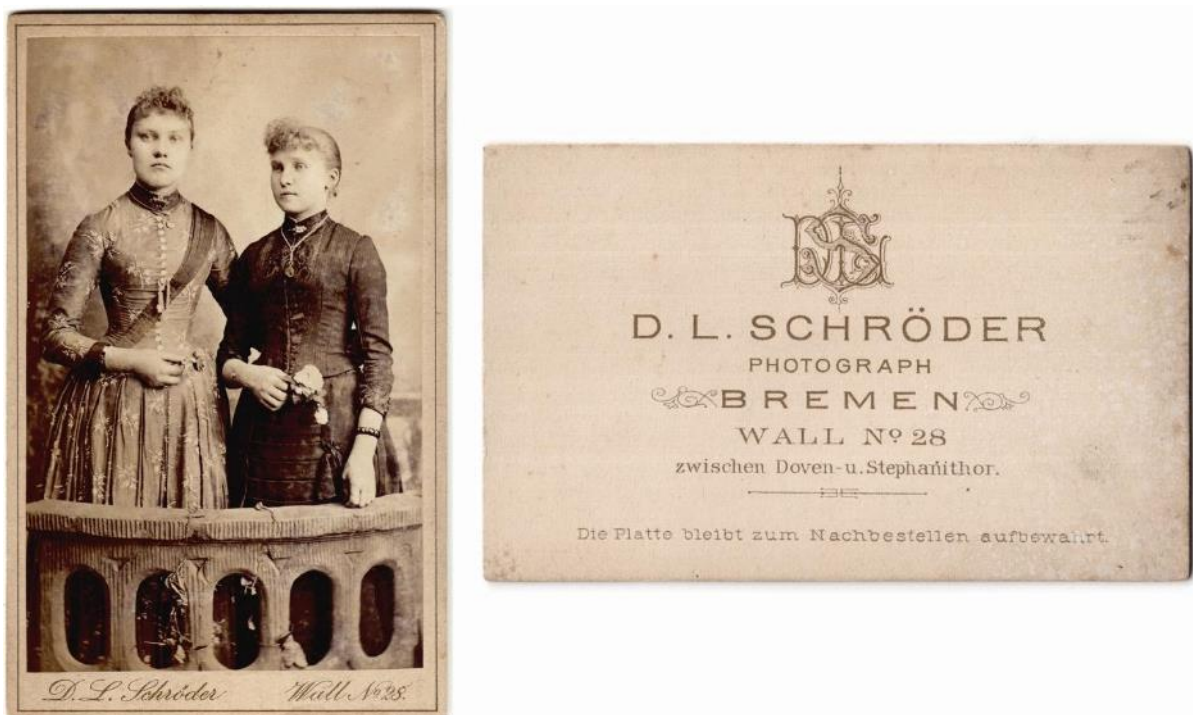 D. L. Schröder Wall No 28.
DLS
D. L. SCHRÖDER
PHOTOGRAPH
BREMEN
WALL No 28
zwischen Doven-u. Stephanithor.
Die Platte bleibt zum Nachbestellen aufbewahrt.